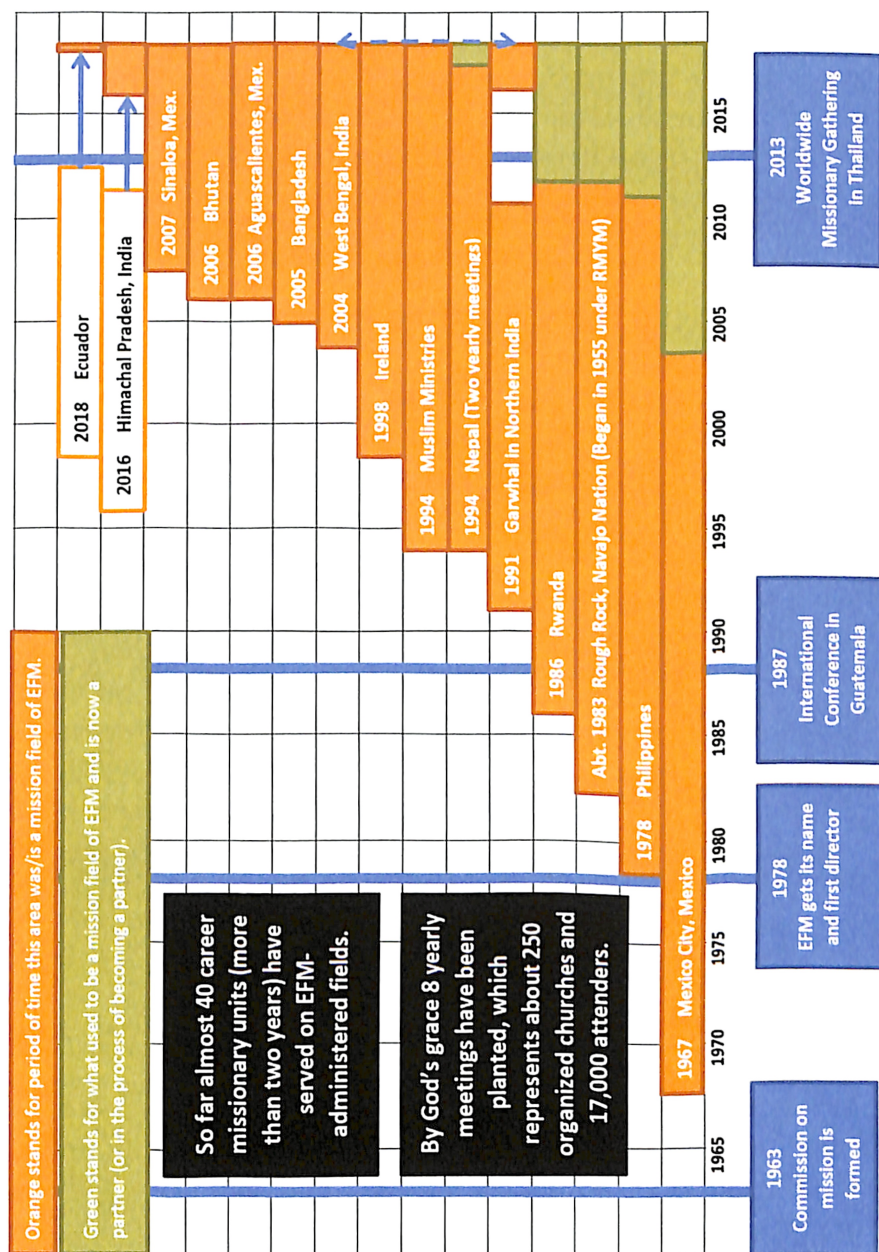 Orange stands for period of time this area was/is a mission field of EFM.
Green stands for what used to be a mission field of EFM and is now a
partner (or in the process of becoming a partner).
So far almost 40 career
missionary units (more
than two years) have
served on EFM-
administered fields.
By God's grace 8 yearly
meetings have been
planted, which
represents about 250
organized churches and
17,000 attenders.
2018 Ecuador
2016 Himachal Pradesh, India
2007 Sinaloa, Mex.
2006 Bhutan
2006 Aguascalientes, Mex.
2005 Bangladesh
2004 West Bengal, India
1998 Ireland
1994 Muslim Ministries
1994 Nepal (Two yearly meetings)
1991 Garwhal in Northern India
1986 Rwanda
Abt. 1983 Rough Rock, Navajo Nation (Began in 1955 under RMYM)
1978 Philippines
1967 Mexico City, Mexico
1965 1970 1975 1980 1985 1990 1995 2000 2005 2010 2015
1963
Commission on
mission is
formed
1978
EFM gets its name
and first director
1987
International
Conference in
Guatemala
2013
Worldwide
Missionary Gathering
in Thailand